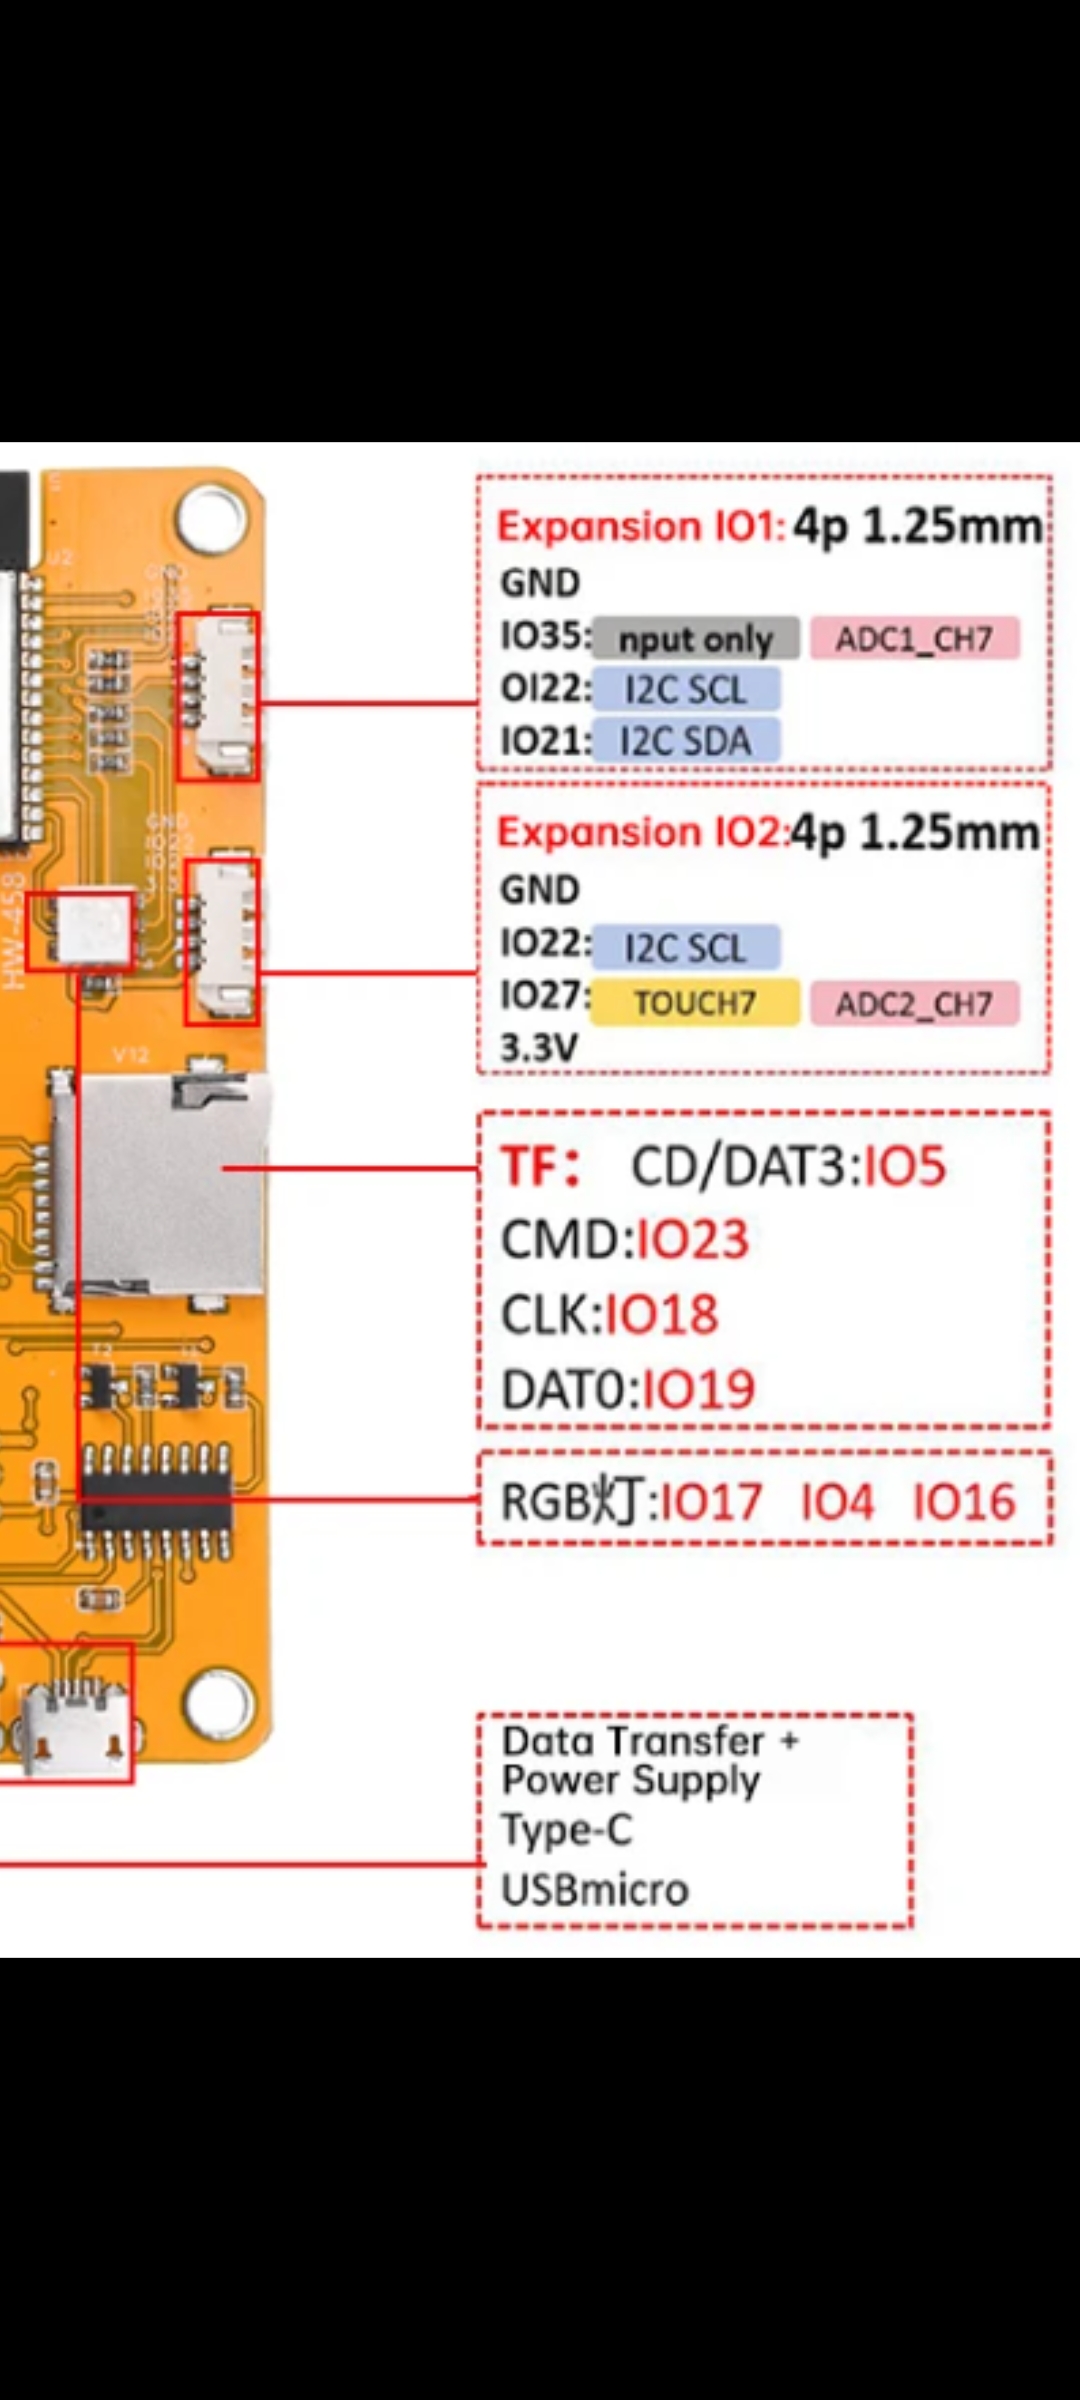 Expansion IO1: 4p 1.25mm
GND
IO35: nput only ADC1_CH7
OI22: I2C SCL
IO21: I2C SDA
Expansion IO2:4p 1.25mm
GND
IO22: I2C SCL
IO27: TOUCH7 ADC2_CH7
3.3V
TF: CD/DAT3:IO5
CMD:IO23
CLK:IO18
DAT0:IO19
RGB灯:IO17 IO4 IO16
Data Transfer +
Power Supply
Type-C
USBmicro
U2
HW-458
V12